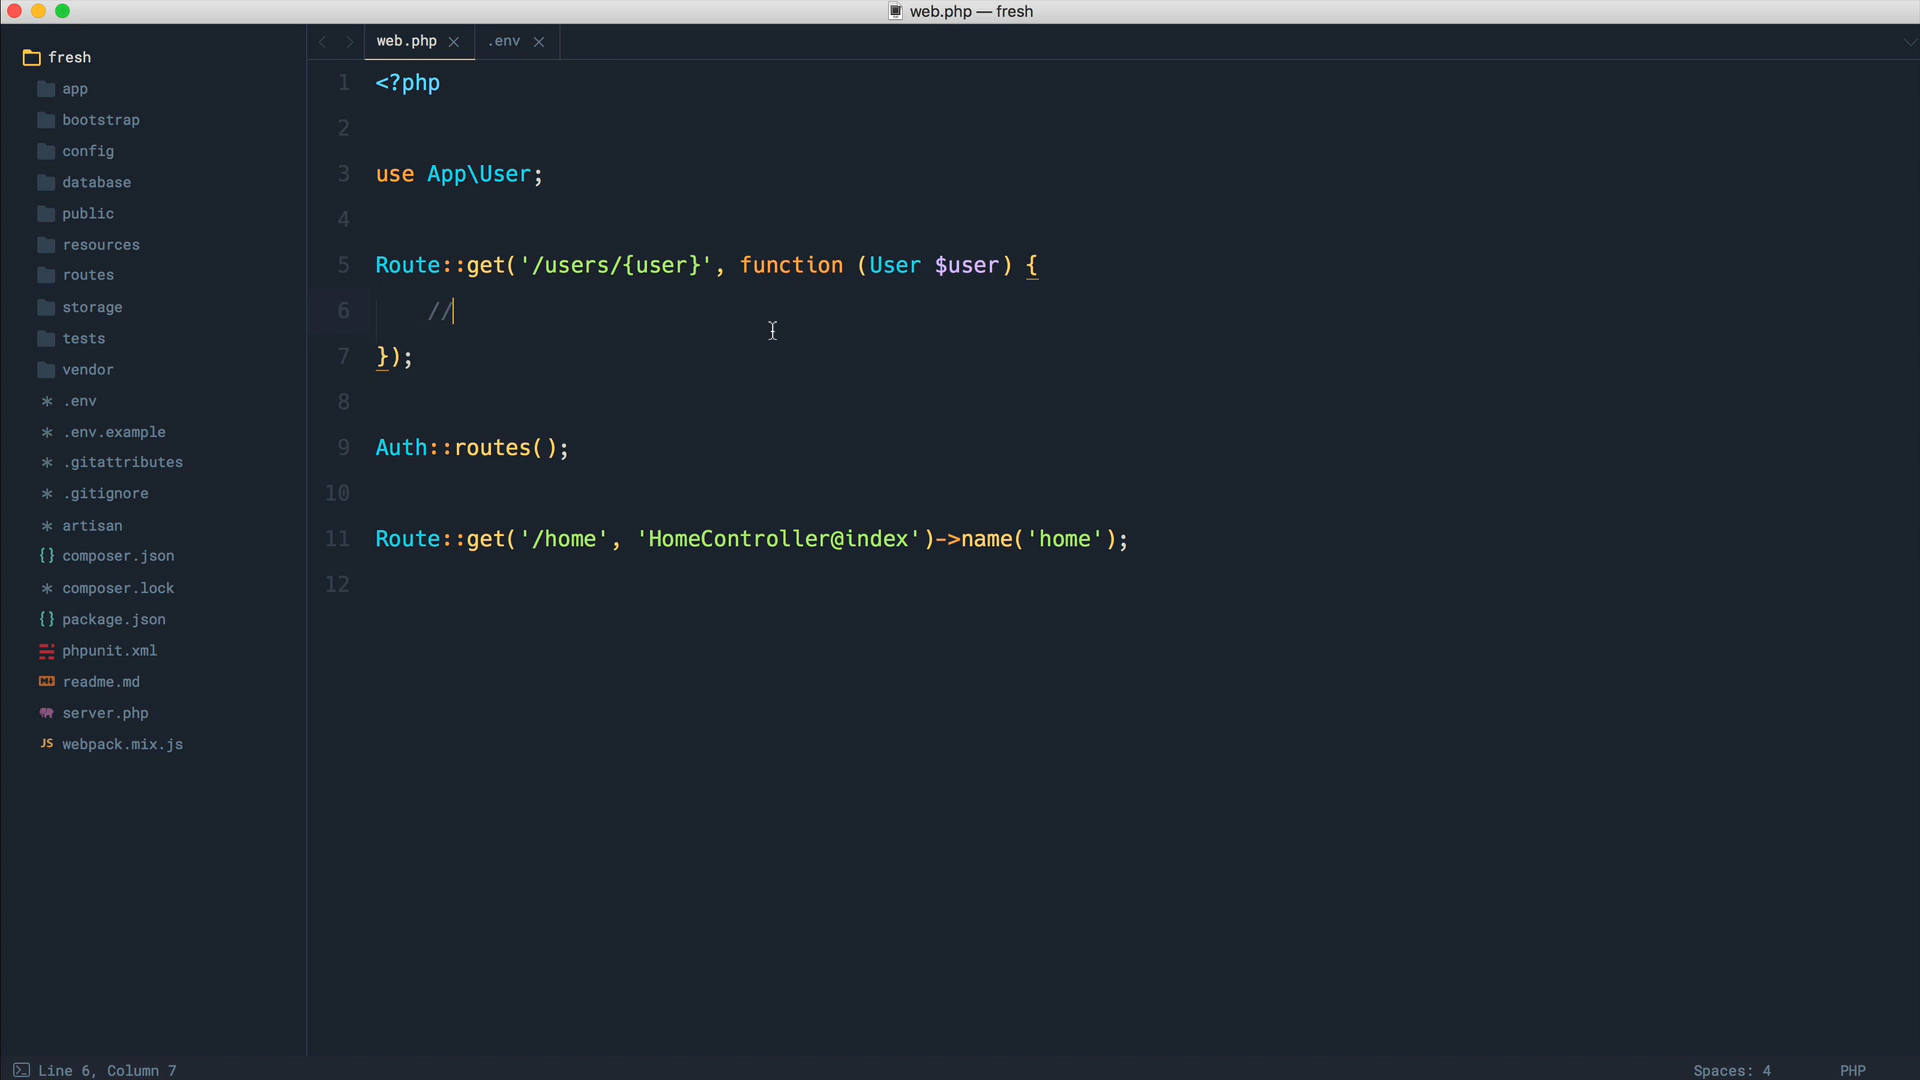 web.php — fresh
fresh
app
bootstrap
config
database
public
resources
routes
storage
tests
vendor
.env
.env.example
.gitattributes
.gitignore
artisan
{} composer.json
composer.lock
{} package.json
phpunit.xml
readme.md
server.php
JS webpack.mix.js
web.php
.env
1 <?php
2
3 use App\User;
4
5 Route::get('/users/{user}', function (User $user) {
6     //
7 });
8
9 Auth::routes();
10
11 Route::get('/home', 'HomeController@index')->name('home');
12
Line 6, Column 7
Spaces: 4
PHP